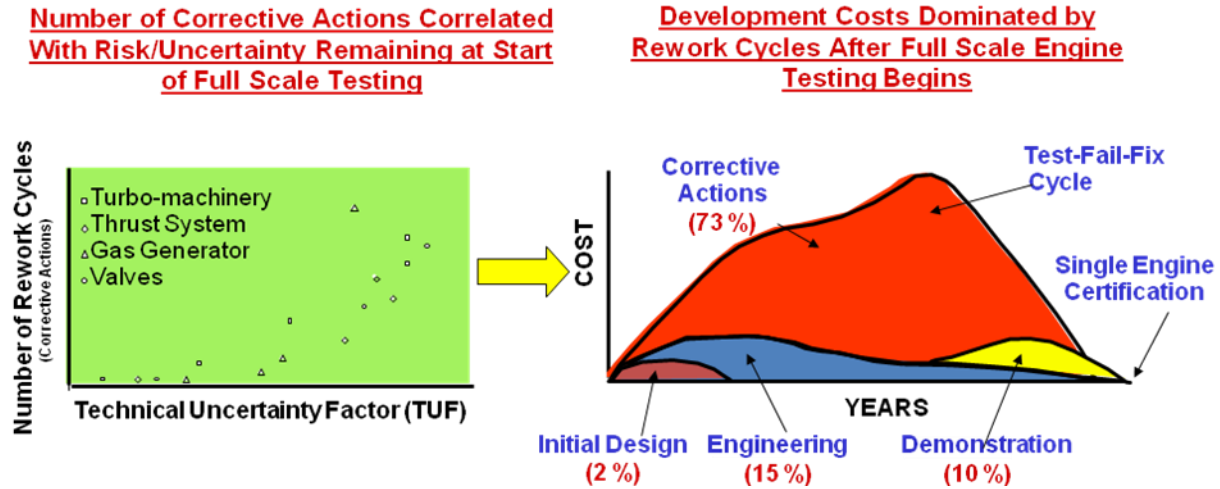 Number of Corrective Actions Correlated
With Risk/Uncertainty Remaining at Start
of Full Scale Testing
Number of Rework Cycles
(Corrective Actions)
Turbo-machinery
Thrust System
Gas Generator
Valves
Technical Uncertainty Factor (TUF)
Development Costs Dominated by
Rework Cycles After Full Scale Engine
Testing Begins
COST
Corrective
Actions
(73 %)
Test-Fail-Fix
Cycle
Single Engine
Certification
YEARS
Initial Design
(2 %)
Engineering
(15 %)
Demonstration
(10 %)